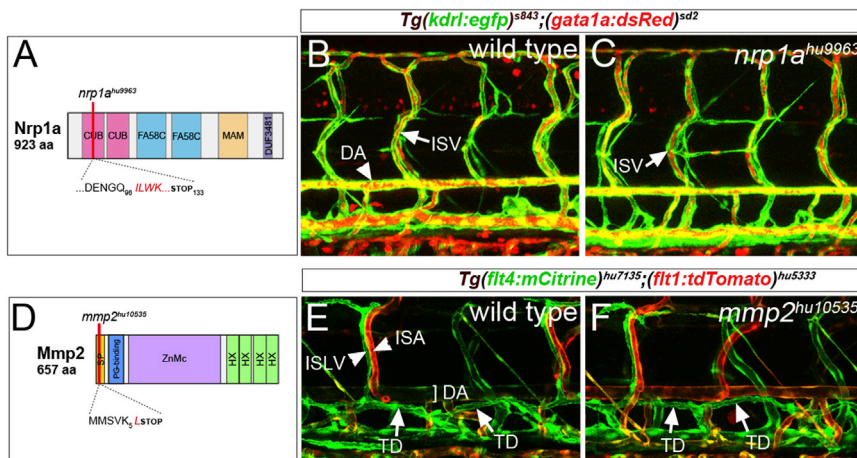 Tg(kdrl:egfp)s843;(gata1a:dsRed)sd2
A
nrp1ahu9963
Nrp1a
923 aa
CUB CUB FA58C FA58C MAM DUF3481
...DENGQ96 ILWK...STOP133
B wild type
DA
ISV
C nrp1ahu9963
ISV
Tg(flt4:mCitrine)hu7135;(flt1:tdTomato)hu5333
D
mmp2hu10535
Mmp2
657 aa
SP PG-binding ZnMc HX HX HX HX
MMSVK5 LSTOP
E wild type
ISLV ISA
] DA
TD TD
F mmp2hu10535
TD TD